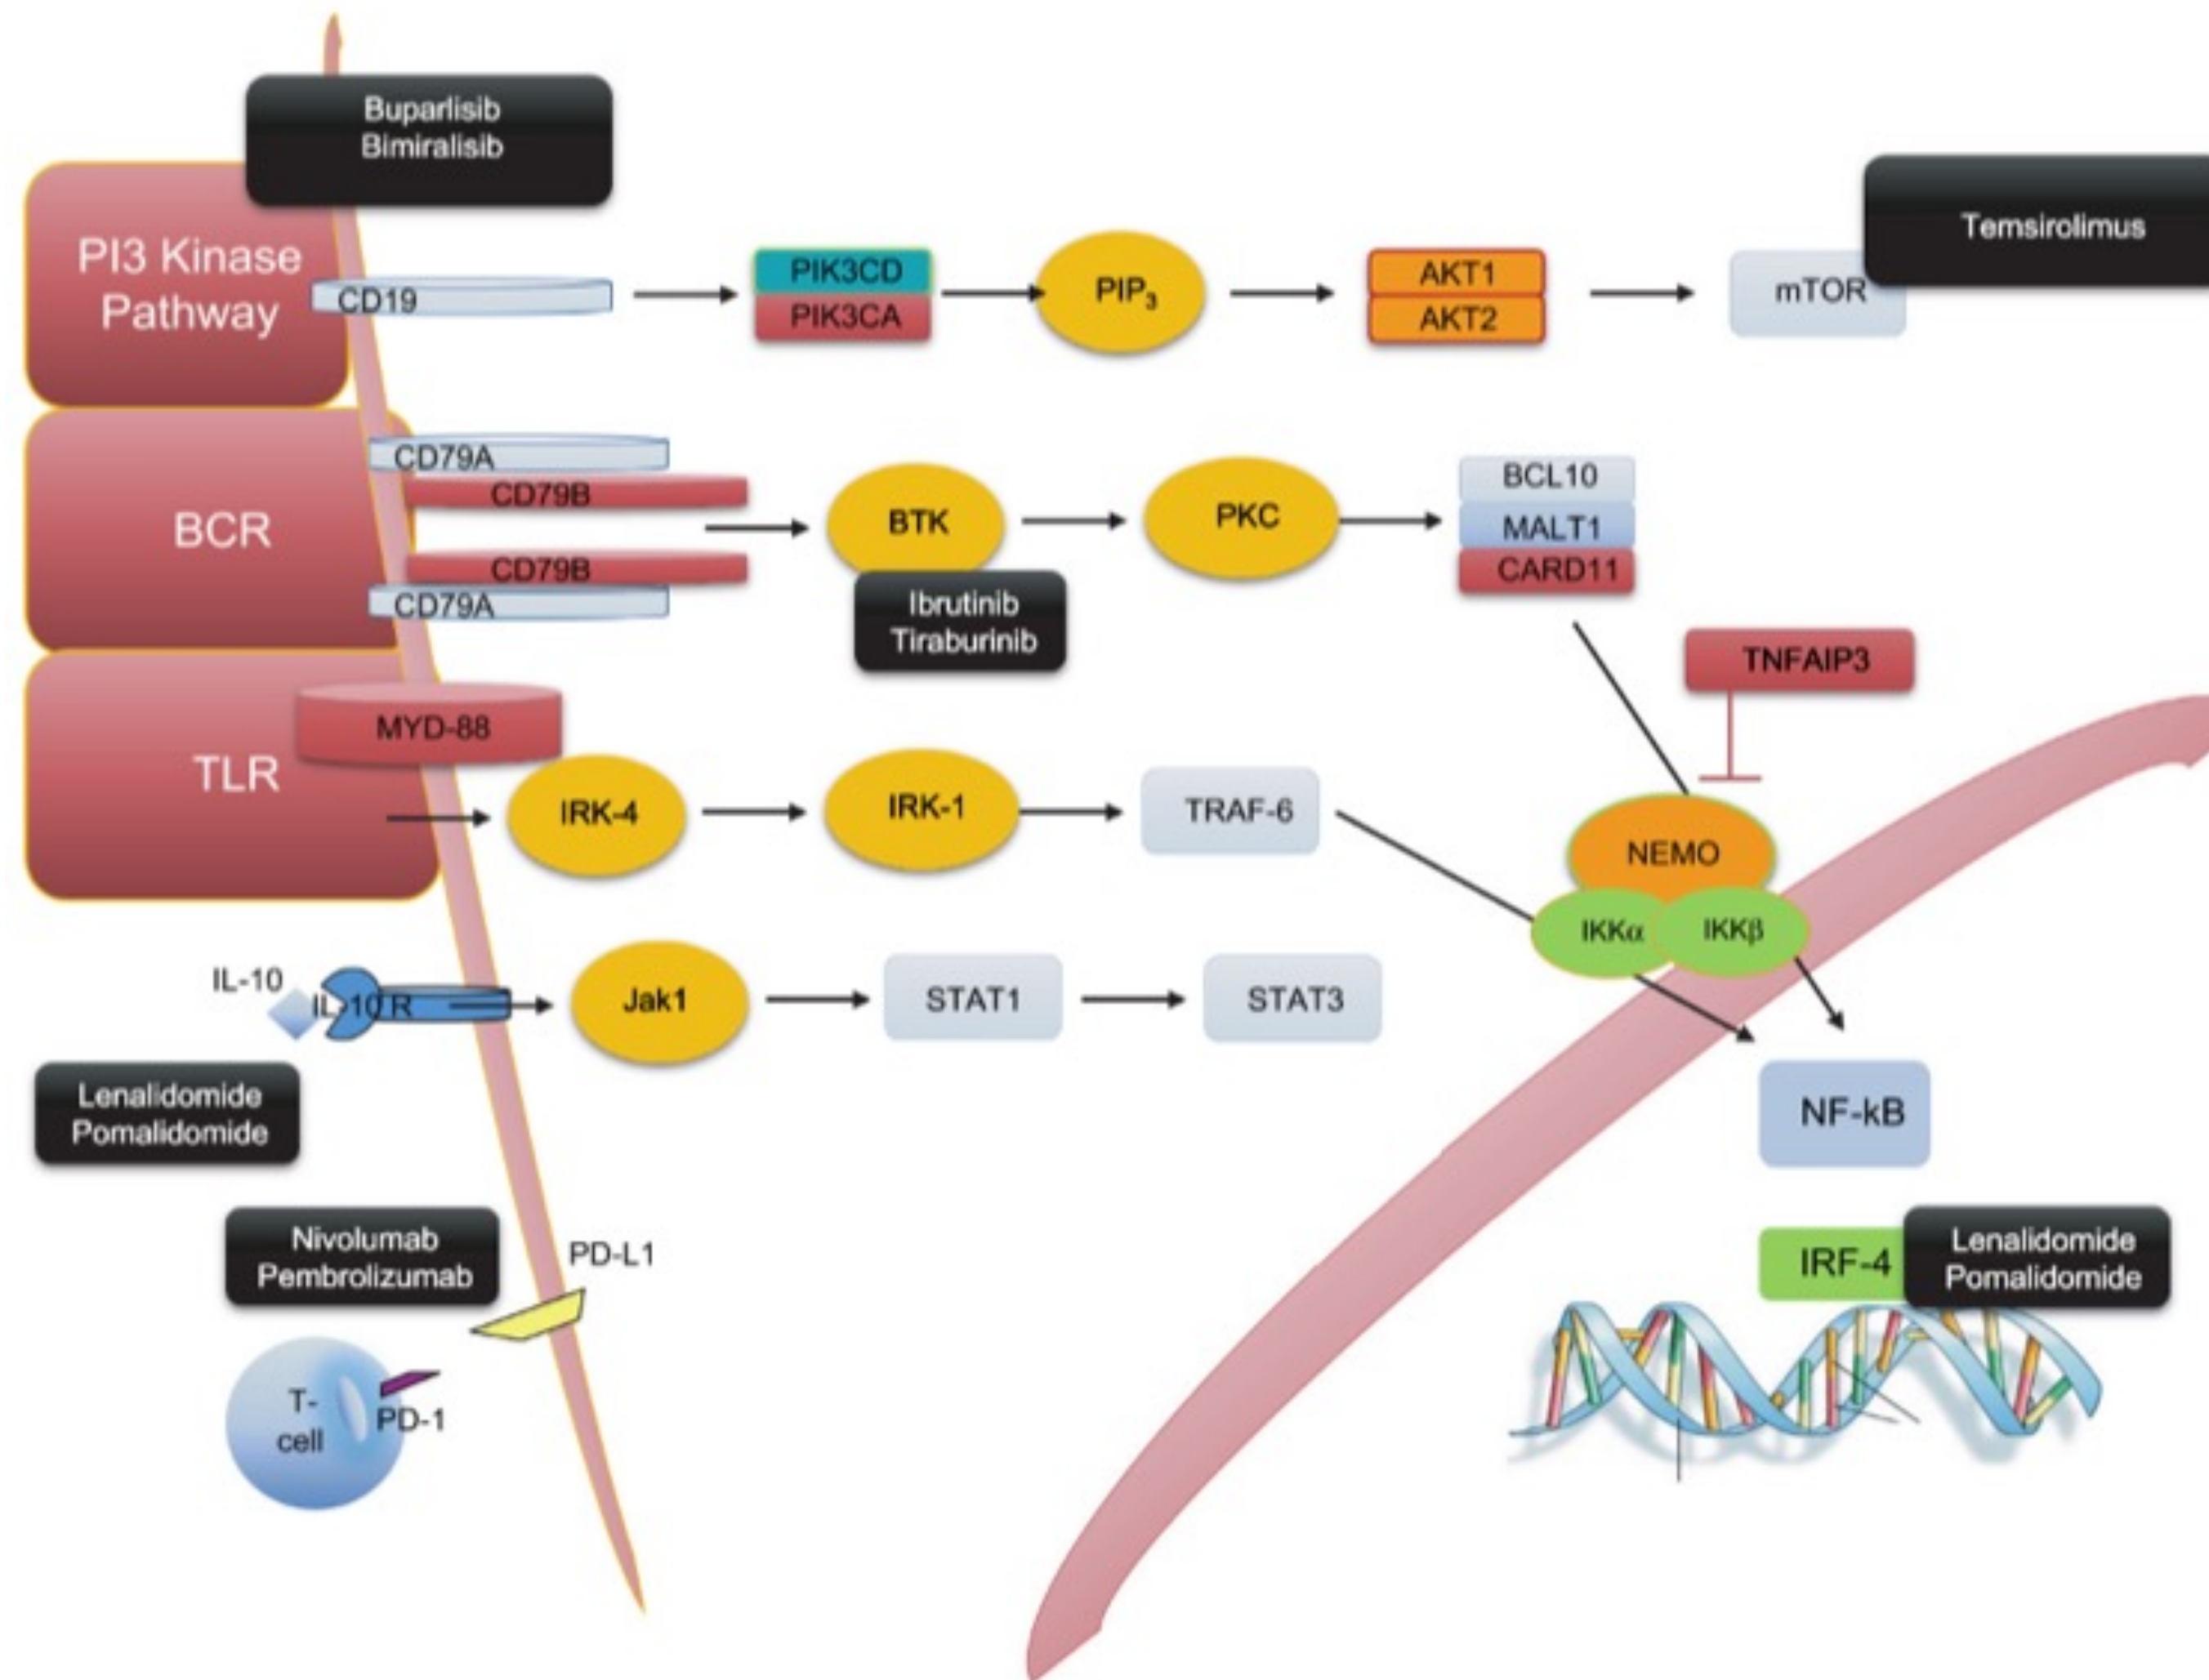 Buparlisib
Bimiralisib
Temsirolimus
PI3 Kinase
Pathway
CD19
PIK3CD
PIK3CA
PIP3
AKT1
AKT2
mTOR
BCR
CD79A
CD79B
CD79B
CD79A
BTK
Ibrutinib
Tiraburinib
PKC
BCL10
MALT1
CARD11
TNFAIP3
TLR
MYD-88
IRK-4
IRK-1
TRAF-6
NEMO
IKKα
IKKβ
IL-10
IL-10 R
Jak1
STAT1
STAT3
Lenalidomide
Pomalidomide
NF-kB
Nivolumab
Pembrolizumab
PD-L1
IRF-4
Lenalidomide
Pomalidomide
T-
cell
PD-1